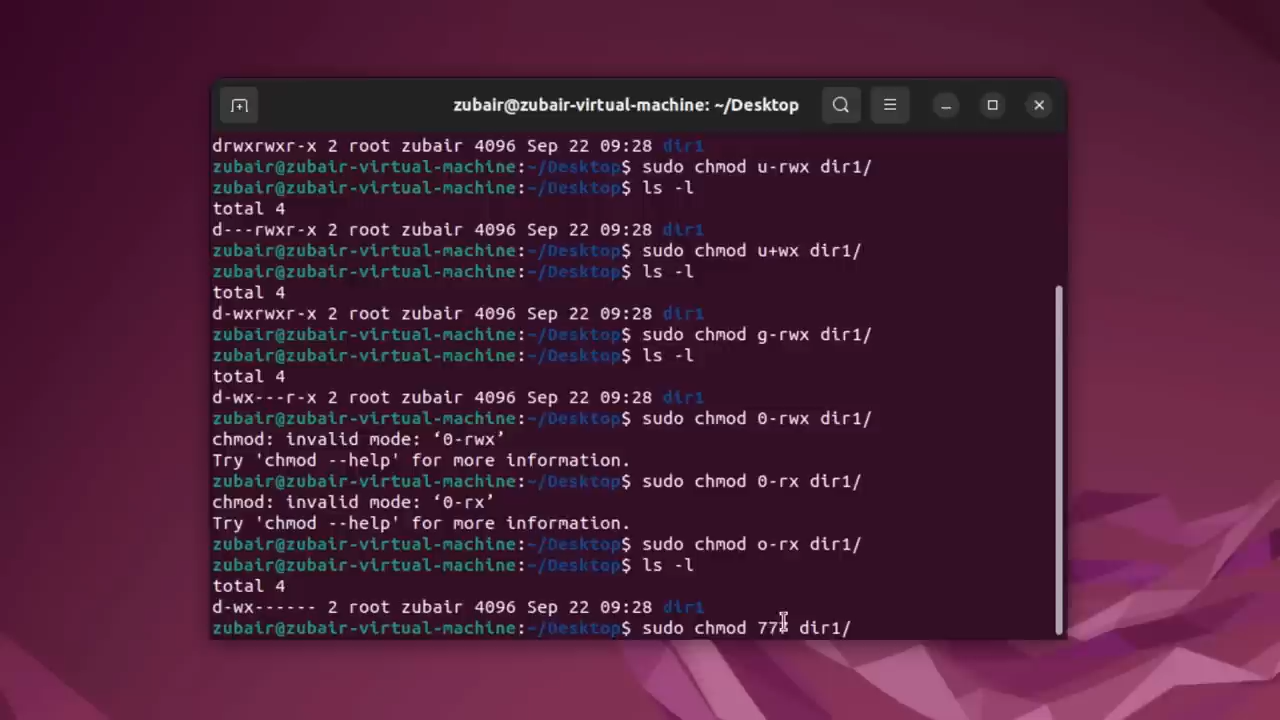 zubair@zubair-virtual-machine: ~/Desktop
drwxrwxr-x 2 root zubair 4096 Sep 22 09:28 dir1
zubair@zubair-virtual-machine:~/Desktop$ sudo chmod u-rwx dir1/
zubair@zubair-virtual-machine:~/Desktop$ ls -l
total 4
d---rwxr-x 2 root zubair 4096 Sep 22 09:28 dir1
zubair@zubair-virtual-machine:~/Desktop$ sudo chmod u+wx dir1/
zubair@zubair-virtual-machine:~/Desktop$ ls -l
total 4
d-wxrwxr-x 2 root zubair 4096 Sep 22 09:28 dir1
zubair@zubair-virtual-machine:~/Desktop$ sudo chmod g-rwx dir1/
zubair@zubair-virtual-machine:~/Desktop$ ls -l
total 4
d-wx---r-x 2 root zubair 4096 Sep 22 09:28 dir1
zubair@zubair-virtual-machine:~/Desktop$ sudo chmod 0-rwx dir1/
chmod: invalid mode: ‘0-rwx’
Try 'chmod --help' for more information.
zubair@zubair-virtual-machine:~/Desktop$ sudo chmod 0-rx dir1/
chmod: invalid mode: ‘0-rx’
Try 'chmod --help' for more information.
zubair@zubair-virtual-machine:~/Desktop$ sudo chmod o-rx dir1/
zubair@zubair-virtual-machine:~/Desktop$ ls -l
total 4
d-wx------ 2 root zubair 4096 Sep 22 09:28 dir1
zubair@zubair-virtual-machine:~/Desktop$ sudo chmod dir1/